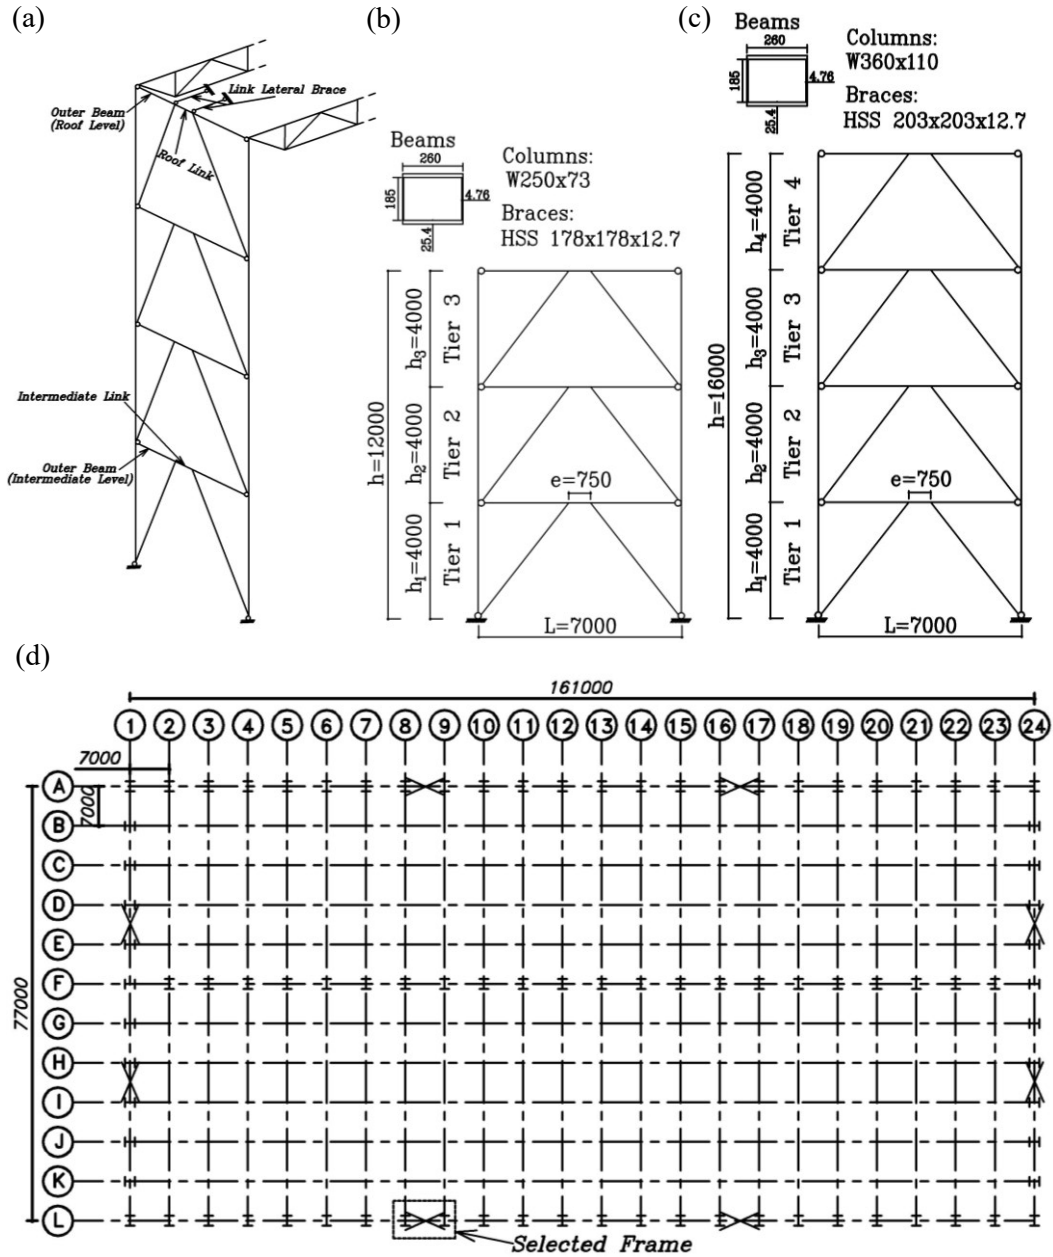 (a)
Outer Beam
(Roof Level)
Link Lateral Brace
Roof Link
Intermediate Link
Outer Beam
(Intermediate Level)
(b)
Beams
260
185
4.76
25.4
Columns:
W250x73
Braces:
HSS 178x178x12.7
h=12000
h₃=4000
Tier 3
h₂=4000
Tier 2
h₁=4000
Tier 1
e=750
L=7000
(c)
Beams
260
185
4.76
25.4
Columns:
W360x110
Braces:
HSS 203x203x12.7
h=16000
h₄=4000
Tier 4
h₃=4000
Tier 3
h₂=4000
Tier 2
h₁=4000
Tier 1
e=750
L=7000
(d)
161000
1 2 3 4 5 6 7 8 9 10 11 12 13 14 15 16 17 18 19 20 21 22 23 24
7000
7000
77000
A
B
C
D
E
F
G
H
I
J
K
L
Selected Frame